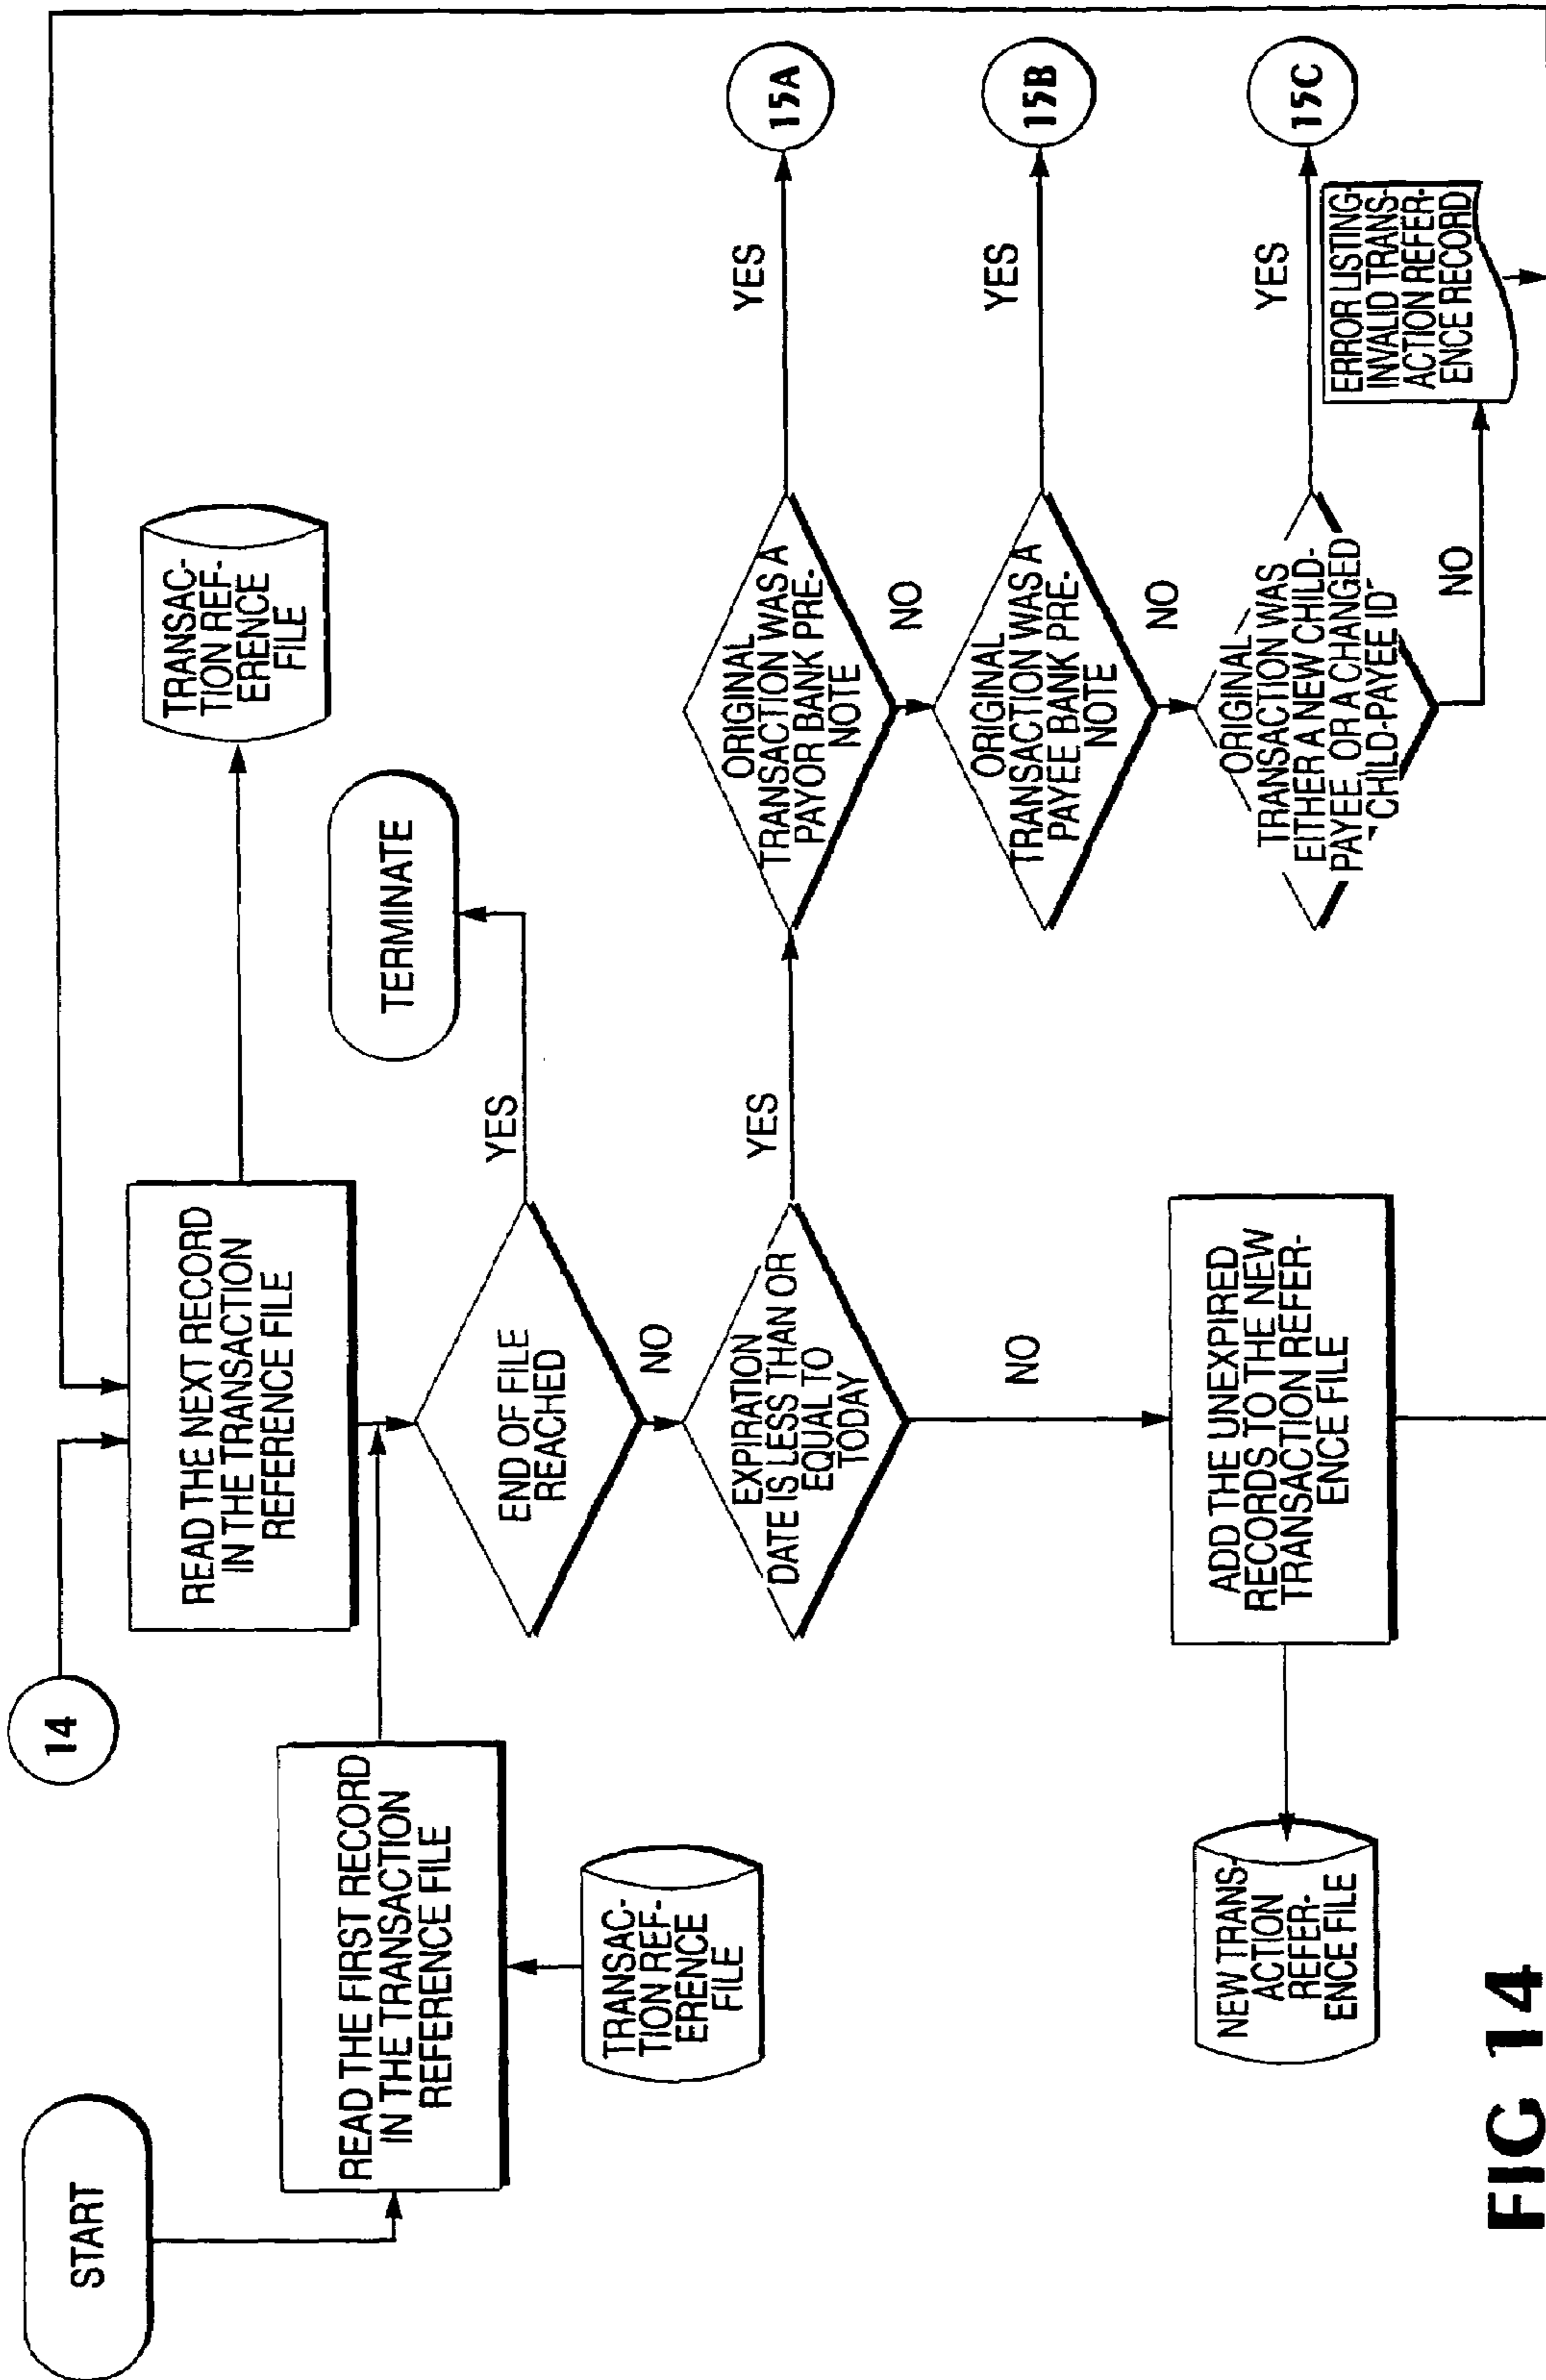 START
14
READ THE FIRST RECORD
IN THE TRANSACTION
REFERENCE FILE
TRANSAC-
TION REF-
ERENCE
FILE
READ THE NEXT RECORD
IN THE TRANSACTION
REFERENCE FILE
TRANSAC-
TION REF-
ERENCE
FILE
END OF FILE
REACHED
YES
TERMINATE
NO
EXPIRATION
DATE IS LESS THAN OR
EQUAL TO
TODAY
YES
ORIGINAL
TRANSACTION WAS A
PAYOR BANK PRE-
NOTE
YES
15A
NO
ORIGINAL
TRANSACTION WAS A
PAYEE BANK PRE-
NOTE
YES
15B
NO
ORIGINAL
TRANSACTION WAS
EITHER A NEW CHILD-
PAYEE, OR A CHANGED
CHILD-PAYEE ID
YES
15C
NO
ERROR LISTING-
INVALID TRANS-
ACTION REFER-
ENCE RECORD
NO
ADD THE UNEXPIRED
RECORDS TO THE NEW
TRANSACTION REFER-
ENCE FILE
NEW TRANS-
ACTION
REFER-
ENCE FILE
FIG 14